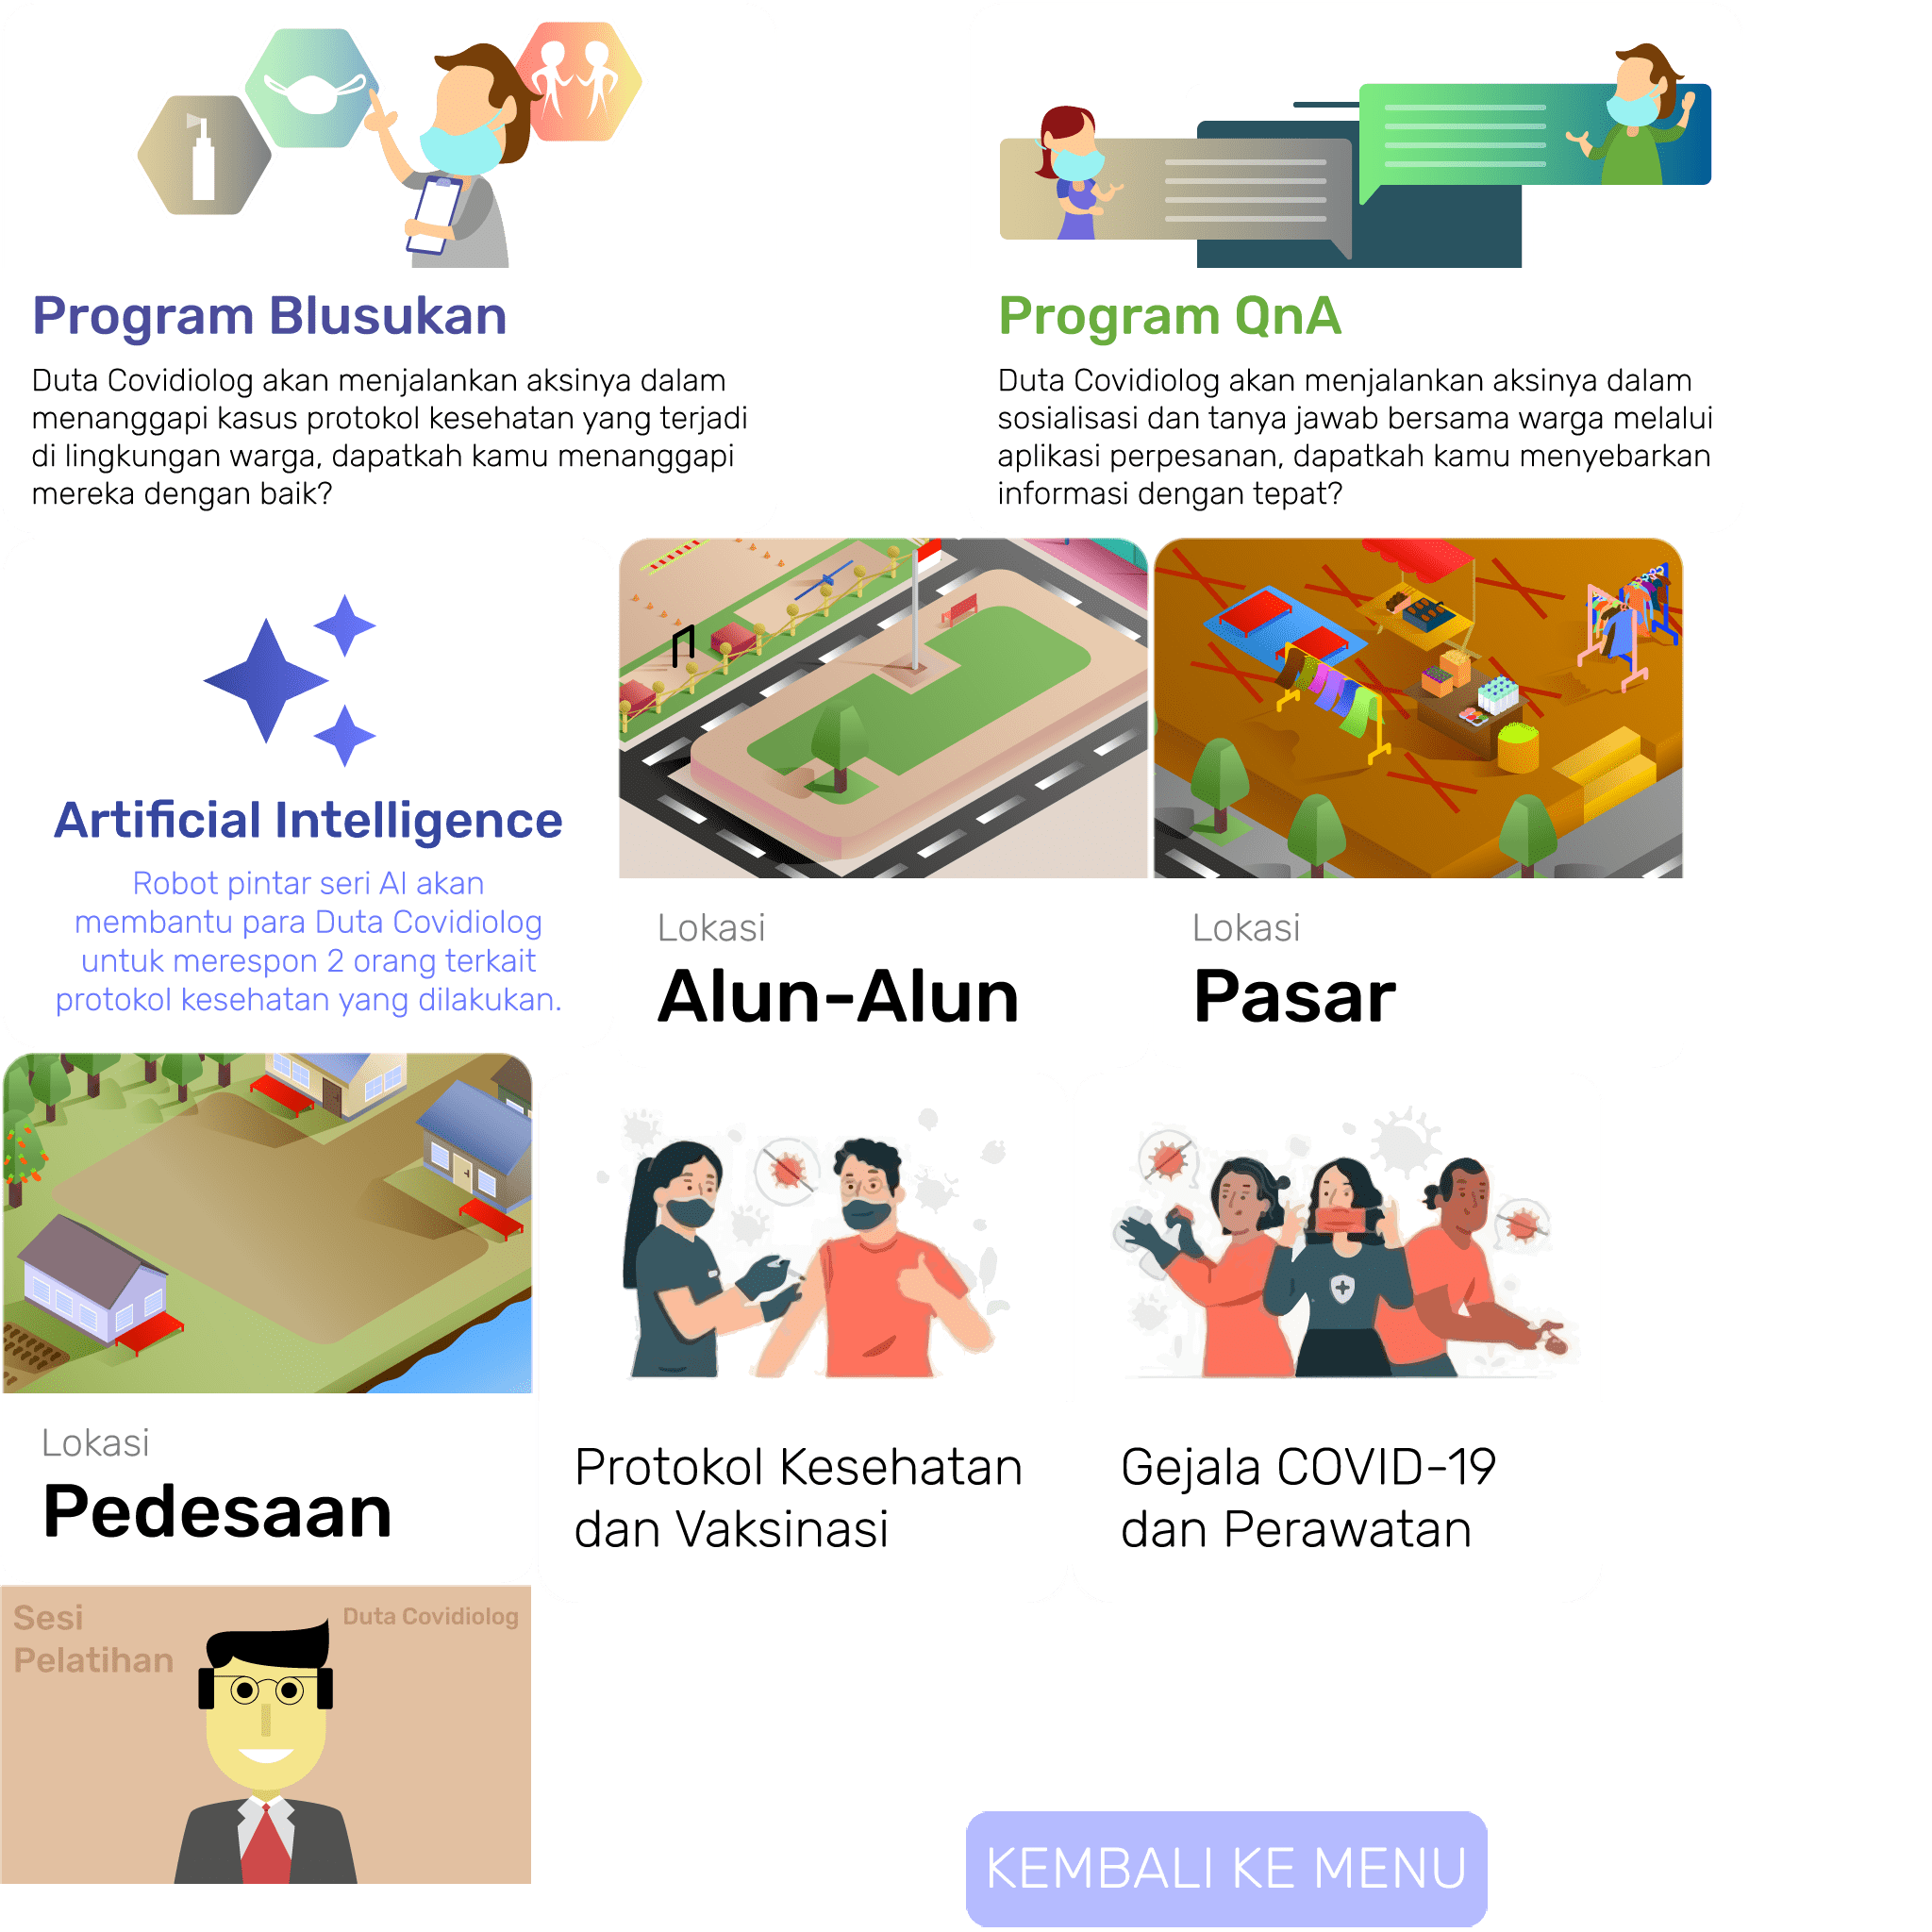 Program Blusukan
Duta Covidiolog akan menjalankan aksinya dalam
menanggapi kasus protokol kesehatan yang terjadi
di lingkungan warga, dapatkah kamu menanggapi
mereka dengan baik?
Program QnA
Duta Covidiolog akan menjalankan aksinya dalam
sosialisasi dan tanya jawab bersama warga melalui
aplikasi perpesanan, dapatkah kamu menyebarkan
informasi dengan tepat?
Artificial Intelligence
Robot pintar seri AI akan
membantu para Duta Covidiolog
untuk merespon 2 orang terkait
protokol kesehatan yang dilakukan.
Lokasi
Alun-Alun
Lokasi
Pasar
Lokasi
Pedesaan
Protokol Kesehatan
dan Vaksinasi
Gejala COVID-19
dan Perawatan
Sesi
Pelatihan
Duta Covidiolog
KEMBALI KE MENU